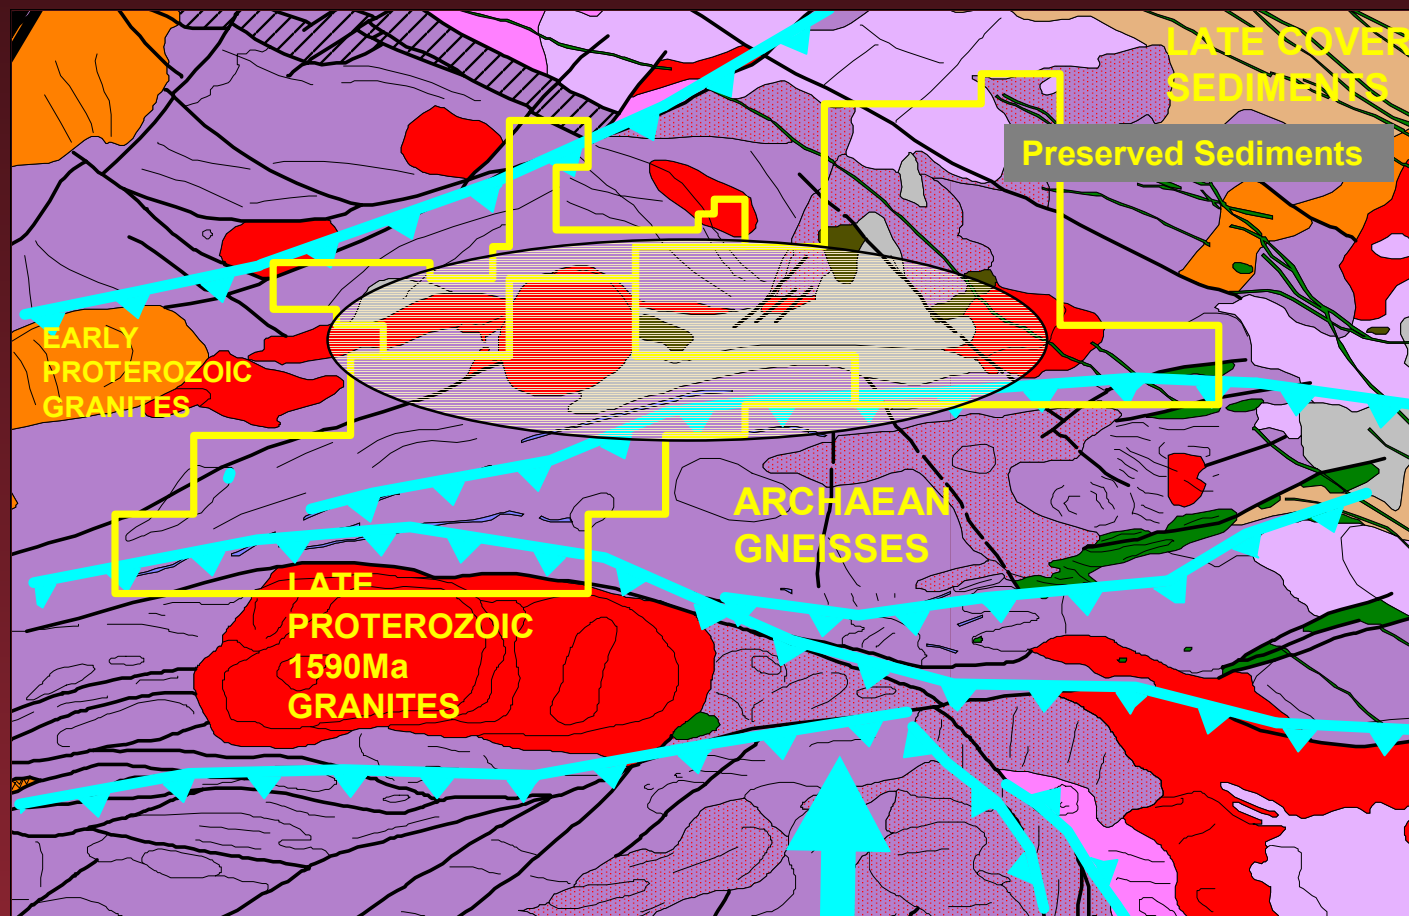 LATE COVER
SEDIMENTS
Preserved Sediments
EARLY
PROTEROZOIC
GRANITES
ARCHAEAN
GNEISSES
LATE
PROTEROZOIC
1590Ma
GRANITES